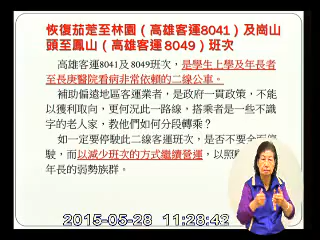 恢復茄萣至林園（高雄客運8041）及崗山
頭至鳳山（高雄客運8049）班次
高雄客運8041及8049班次，是學生上學及年長者
至長庚醫院看病非常依賴的二線公車。
補助偏遠地區客運業者，是政府一貫政策，不能
以獲利取向，更何況此一路線，搭乘者是一些不識
字的老人家，教他們如何分段轉乘？
如一定要停駛此二線客運班次，是否不要全面停
駛，而以減少班次的方式繼續營運，以照
年長的弱勢族群。
2015-05-28 11:28:42